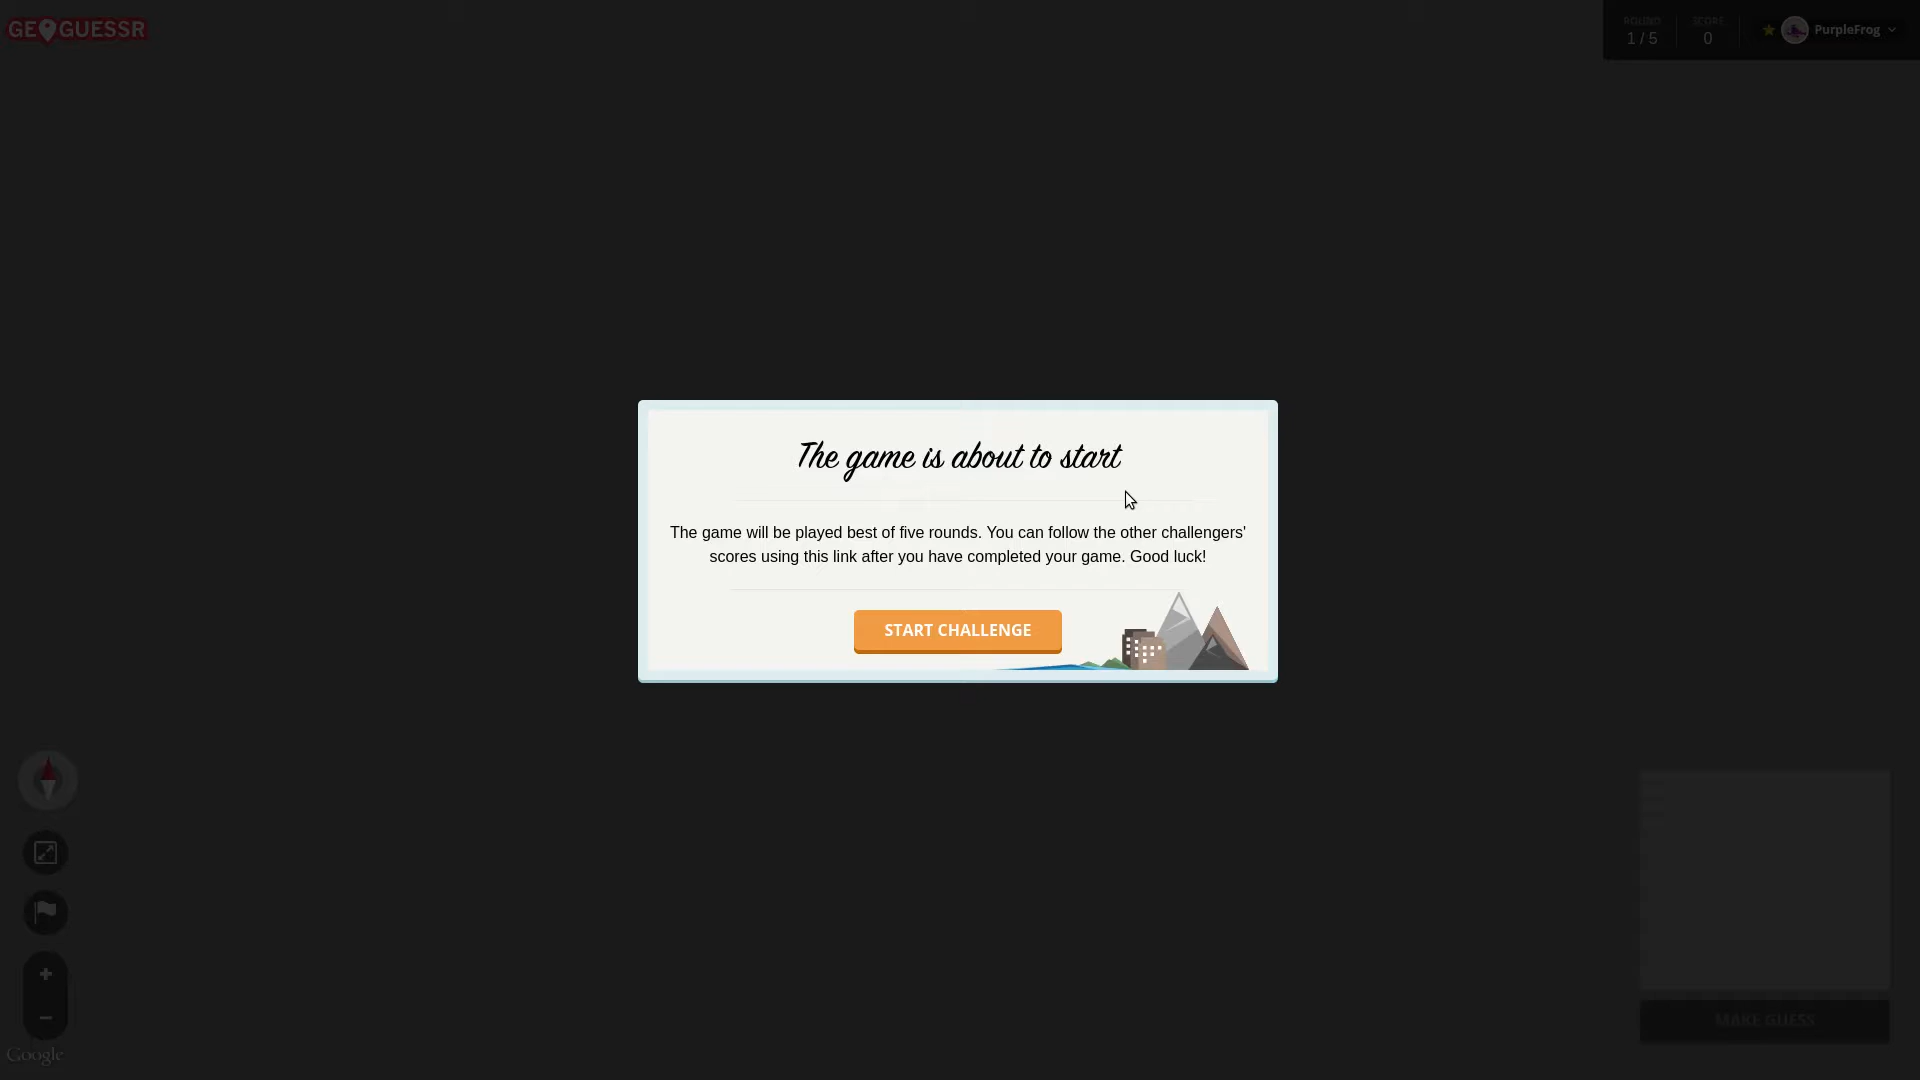 GEOGUESSR
ROUND
1 / 5
SCORE
0
PurpleFrog
The game is about to start
The game will be played best of five rounds. You can follow the other challengers'
scores using this link after you have completed your game. Good luck!
START CHALLENGE
MAKE GUESS
Google